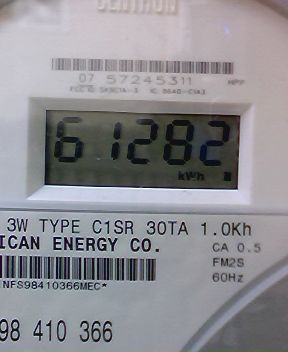 CENTRON
07 57245311
61282
kWh
3W TYPE C1SR 30TA 1.0Kh
ICAN ENERGY CO.
CA 0.5
FM2S
60Hz
NFS98410366MEC*
98 410 366